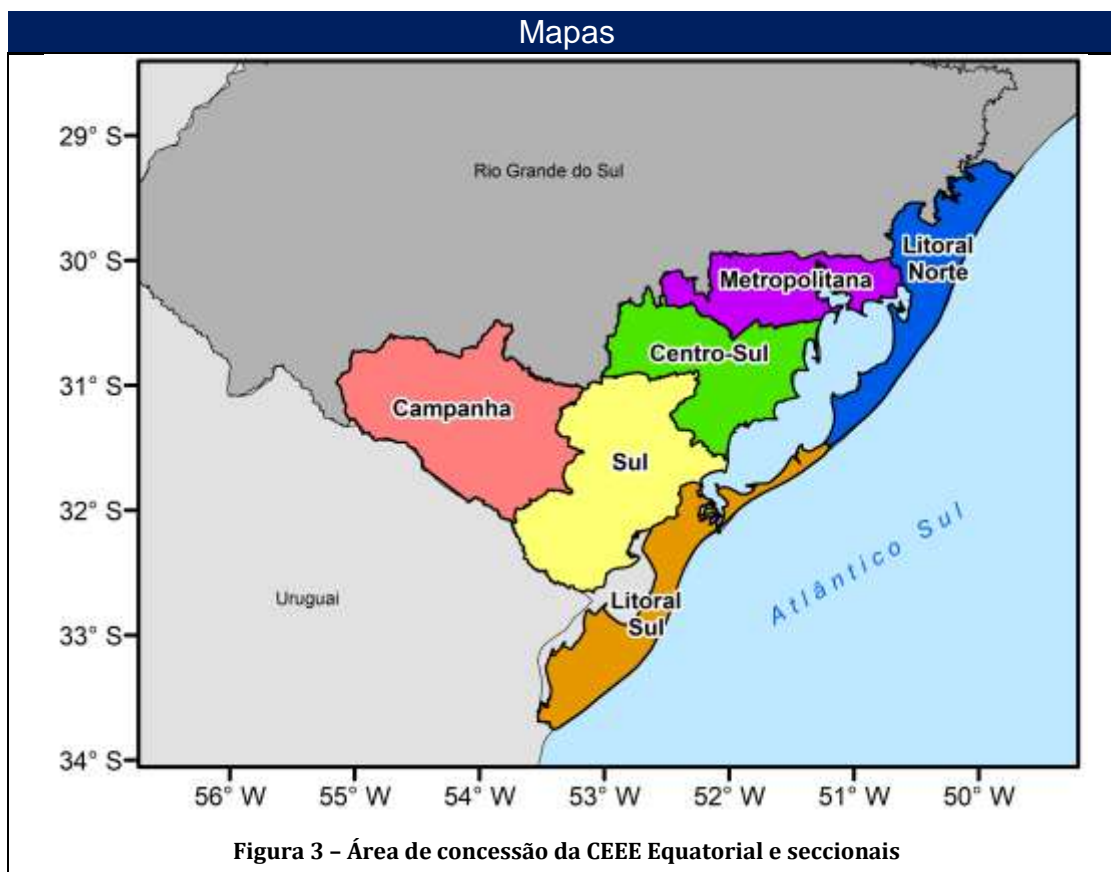 Mapas
29° S
30° S
31° S
32° S
33° S
34° S
Rio Grande do Sul
Litoral
Norte
Metropolitana
Centro-Sul
Campanha
Sul
Atlântico Sul
Uruguai
Litoral
Sul
56° W
55° W
54° W
53° W
52° W
51° W
50° W
Figura 3 – Área de concessão da CEEE Equatorial e seccionais